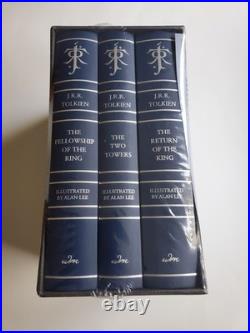 J.R.R.
TOLKIEN
THE
FELLOWSHIP
OF THE
RING
ILLUSTRATED
BY ALAN LEE
J.R.R.
TOLKIEN
THE
TWO
TOWERS
ILLUSTRATED
BY ALAN LEE
J.R.R.
TOLKIEN
THE
RETURN
OF THE
KING
ILLUSTRATED
BY ALAN LEE